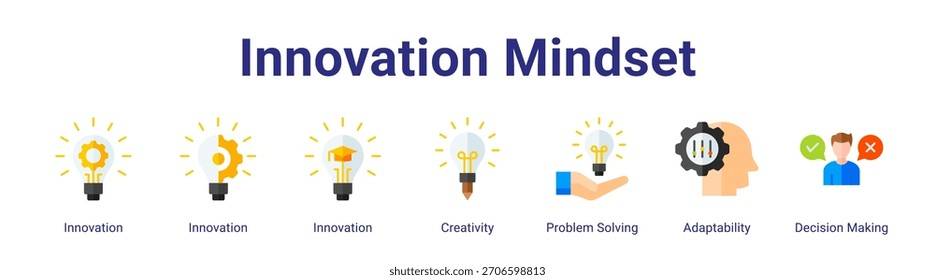 Innovation Mindset
Innovation
Innovation
Innovation
Creativity
Problem Solving
Adaptability
Decision Making
shutterstock.com · 2706598813